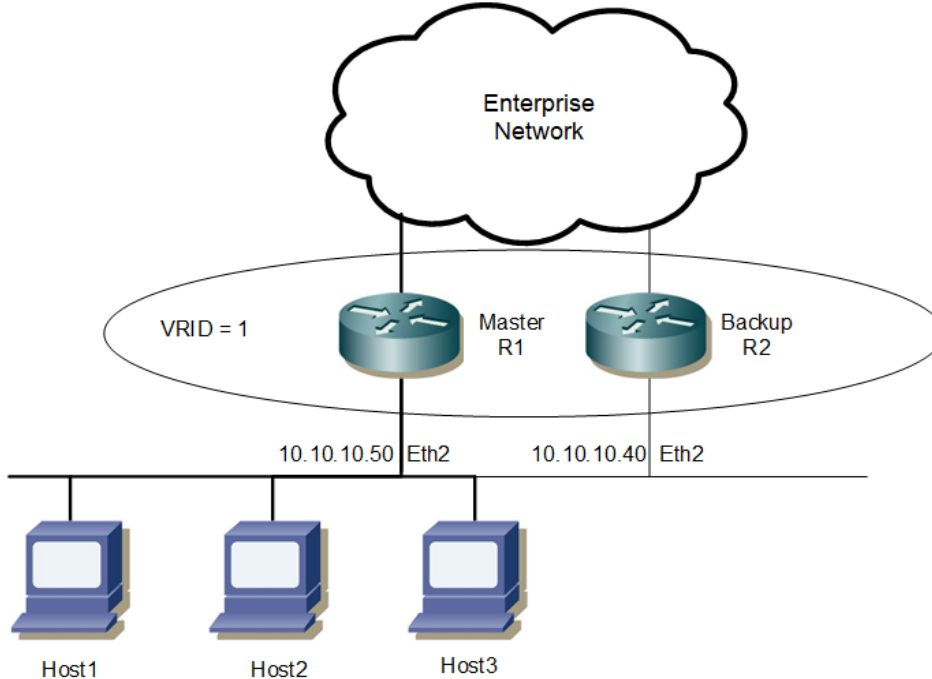 Enterprise
Network
VRID = 1
Master
R1
Backup
R2
10.10.10.50 Eth2
10.10.10.40 Eth2
Host1
Host2
Host3